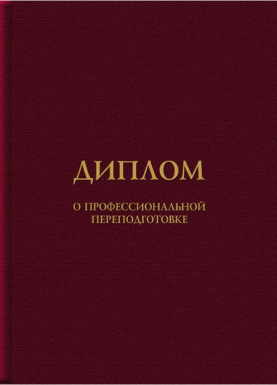 ДИПЛОМ
О ПРОФЕССИОНАЛЬНОЙ
ПЕРЕПОДГОТОВКЕ